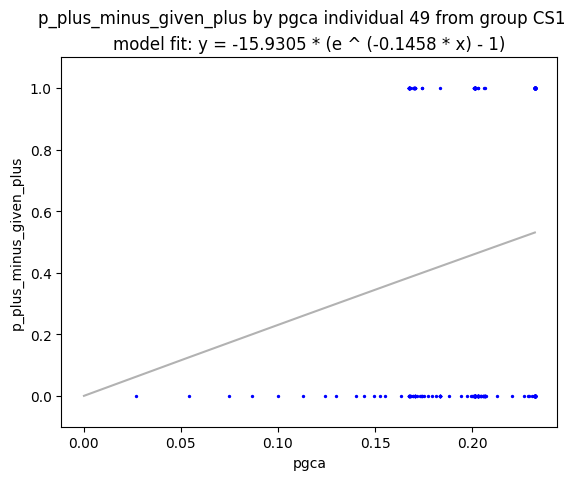 p_plus_minus_given_plus by pgca individual 49 from group CS1
model fit: y = -15.9305 * (e ^ (-0.1458 * x) - 1)
1.0
0.8
0.6
0.4
0.2
0.0
p_plus_minus_given_plus
0.00 0.05 0.10 0.15 0.20
pgca